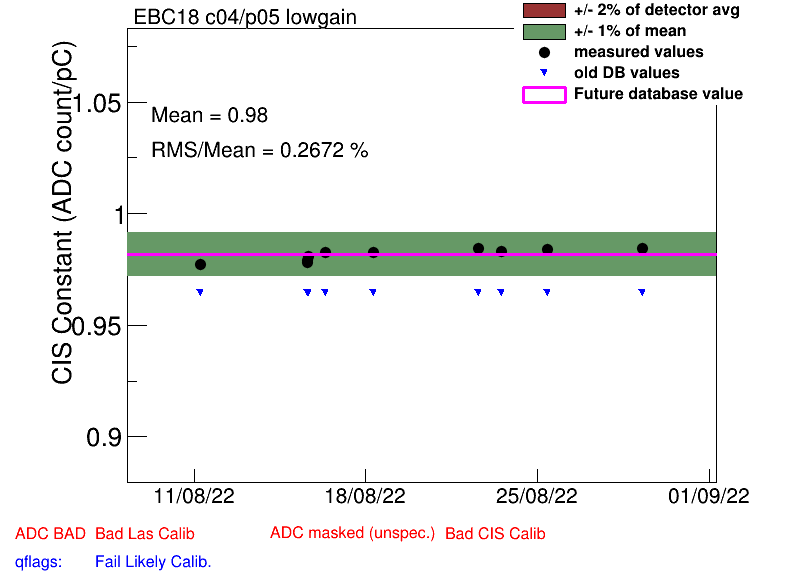 EBC18 c04/p05 lowgain
+/- 2% of detector avg
+/- 1% of mean
measured values
old DB values
Future database value
Mean = 0.98
RMS/Mean = 0.2672 %
CIS Constant (ADC count/pC)
1.05
1
0.95
0.9
11/08/22 18/08/22 25/08/22 01/09/22
ADC BAD Bad Las Calib ADC masked (unspec.) Bad CIS Calib
qflags: Fail Likely Calib.